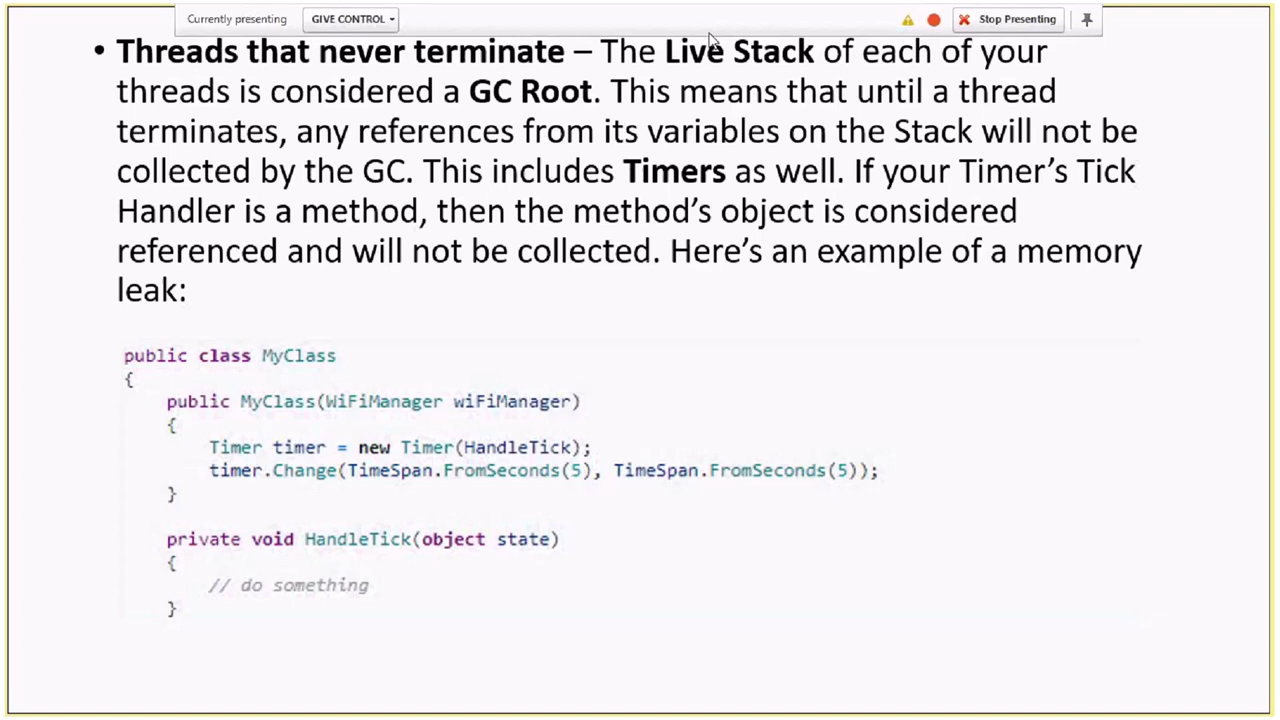 Currently presenting GIVE CONTROL Stop Presenting
• Threads that never terminate – The Live Stack of each of your
threads is considered a GC Root. This means that until a thread
terminates, any references from its variables on the Stack will not be
collected by the GC. This includes Timers as well. If your Timer’s Tick
Handler is a method, then the method’s object is considered
referenced and will not be collected. Here’s an example of a memory
leak:
public class MyClass
{
public MyClass(WiFiManager wiFiManager)
{
Timer timer = new Timer(HandleTick);
timer.Change(TimeSpan.FromSeconds(5), TimeSpan.FromSeconds(5));
}
private void HandleTick(object state)
{
// do something
}